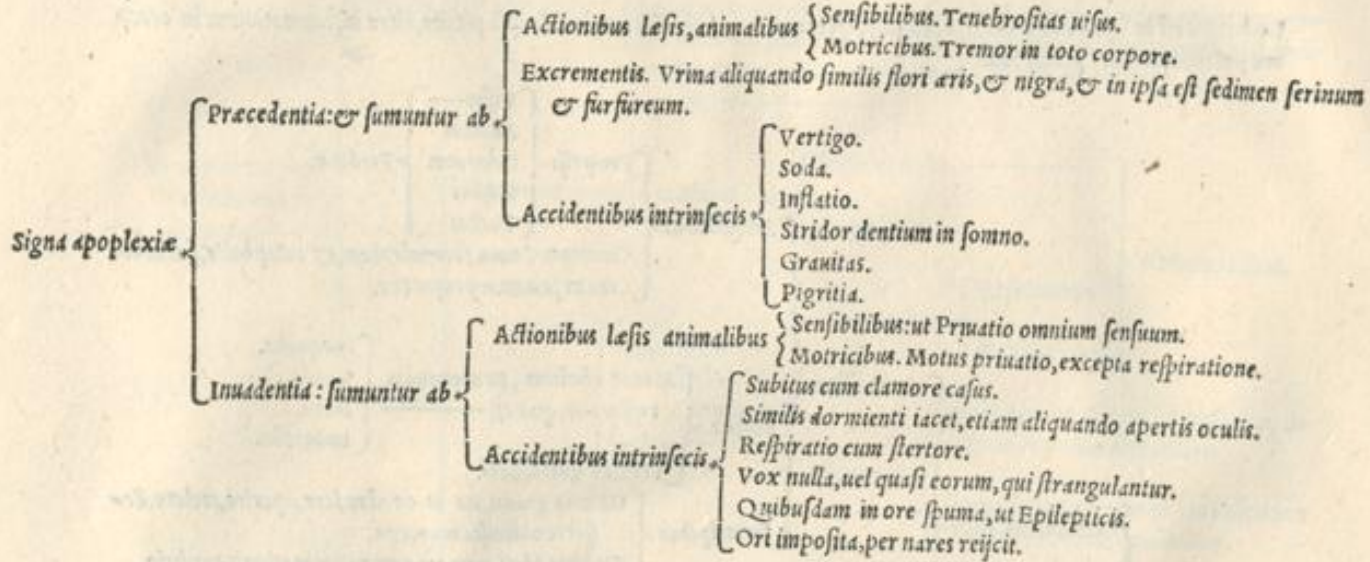 Actionibus læsis, animalibus
Sensibilibus. Tenebrositas uisus.
Motricibus. Tremor in toto corpore.
Excrementis. Vrina aliquando similis flori æris, & nigra, & in ipsa est sedimen ferinum
& furfureum.
Præcedentia: & sumuntur ab
Vertigo.
Soda.
Inflatio.
Accidentibus intrinsecis
Stridor dentium in somno.
Grauitas.
Pigritia.
Signa apoplexiæ
Actionibus læsis animalibus
Sensibilibus: ut Priuatio omnium sensuum.
Motricibus. Motus priuatio, excepta respiratione.
Inuadentia: sumuntur ab
Subitus cum clamore casus.
Similis dormienti iacet, etiam aliquando apertis oculis.
Accidentibus intrinsecis
Respiratio cum stertore.
Vox nulla, uel quasi eorum, qui strangulantur.
Quibusdam in ore spuma, ut Epilepticis.
Ori imposita, per nares reijcit.